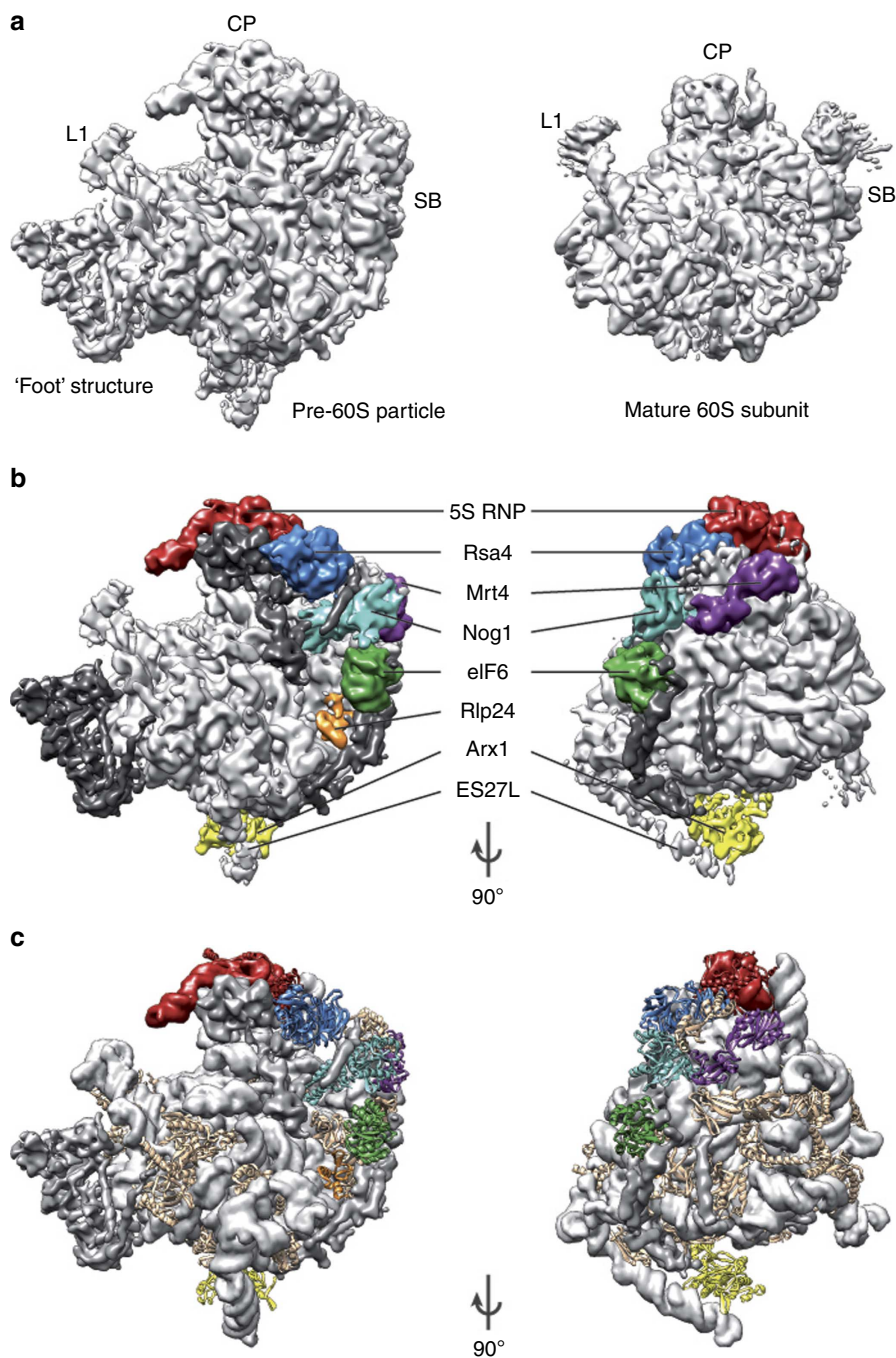 a
CP
CP
L1
L1
SB
SB
'Foot' structure
Pre-60S particle
Mature 60S subunit
b
5S RNP
Rsa4
Mrt4
Nog1
eIF6
Rlp24
Arx1
ES27L
90°
c
90°